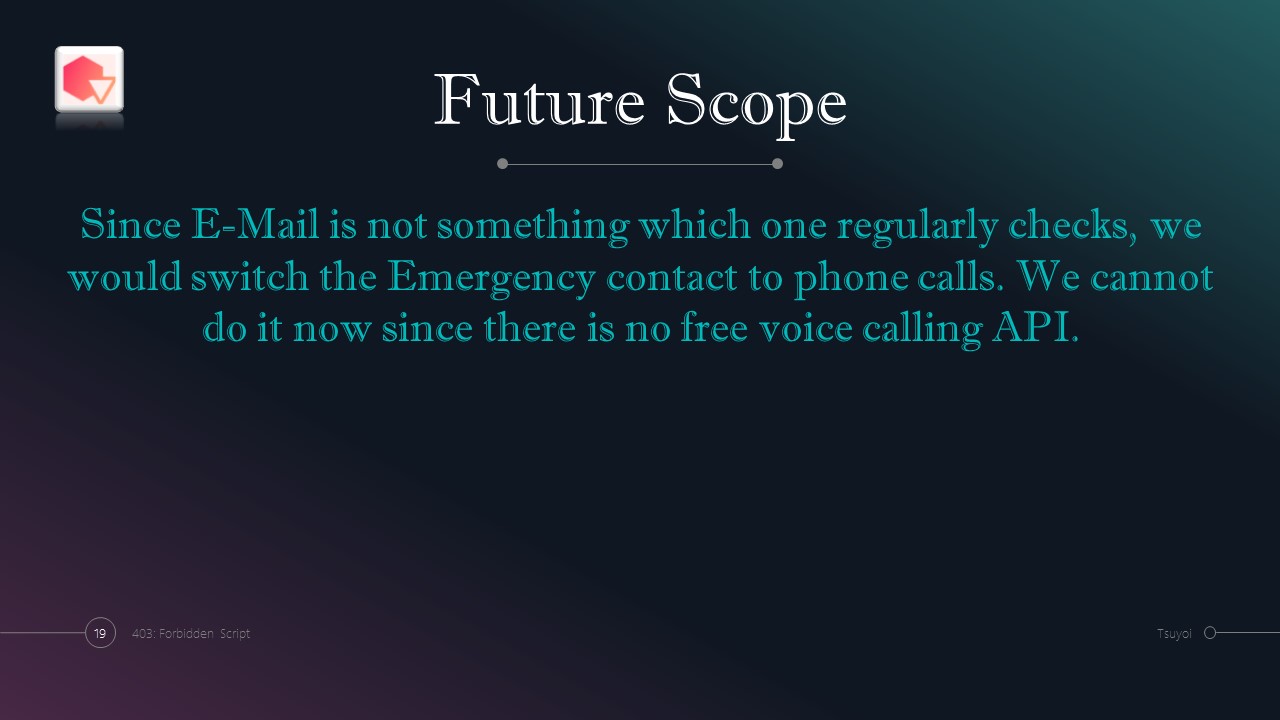 Future Scope
Since E-Mail is not something which one regularly checks, we
would switch the Emergency contact to phone calls. We cannot
do it now since there is no free voice calling API.
19 403: Forbidden Script
Tsuyoi